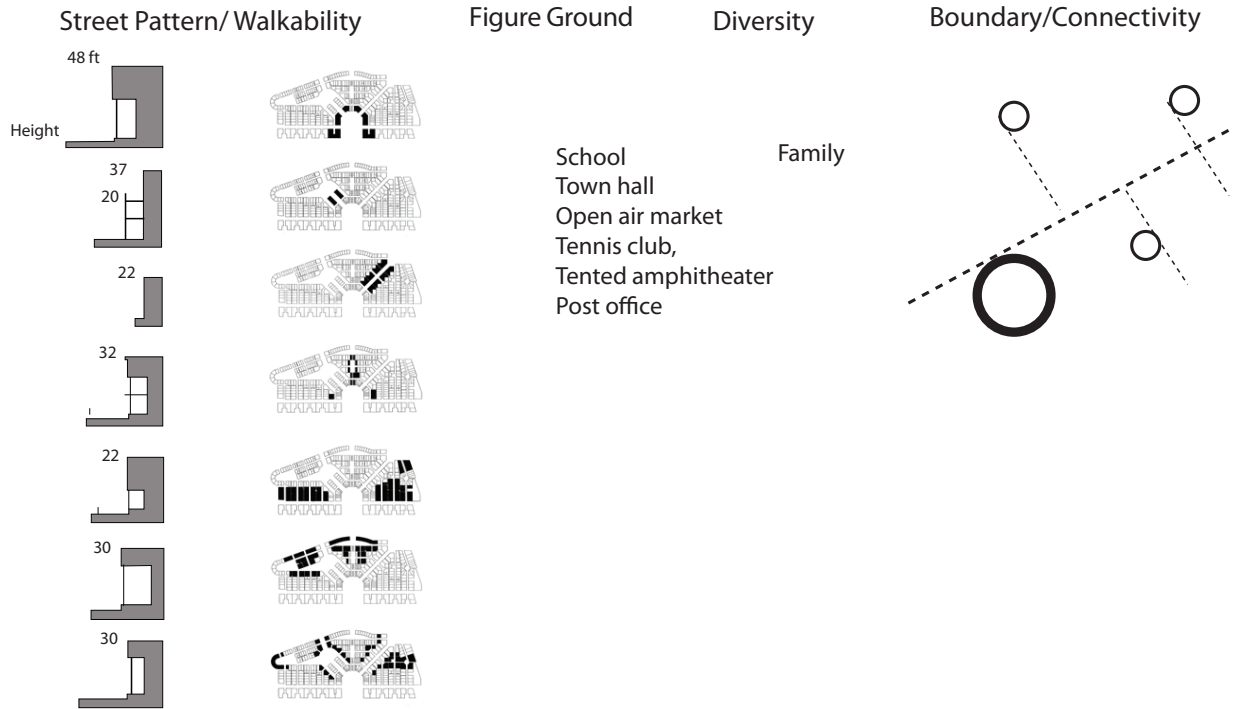 Street Pattern/ Walkability
Figure Ground
Diversity
Boundary/Connectivity
48 ft
Height
37
20
22
32
22
30
30
School
Town hall
Open air market
Tennis club,
Tented amphitheater
Post office
Family